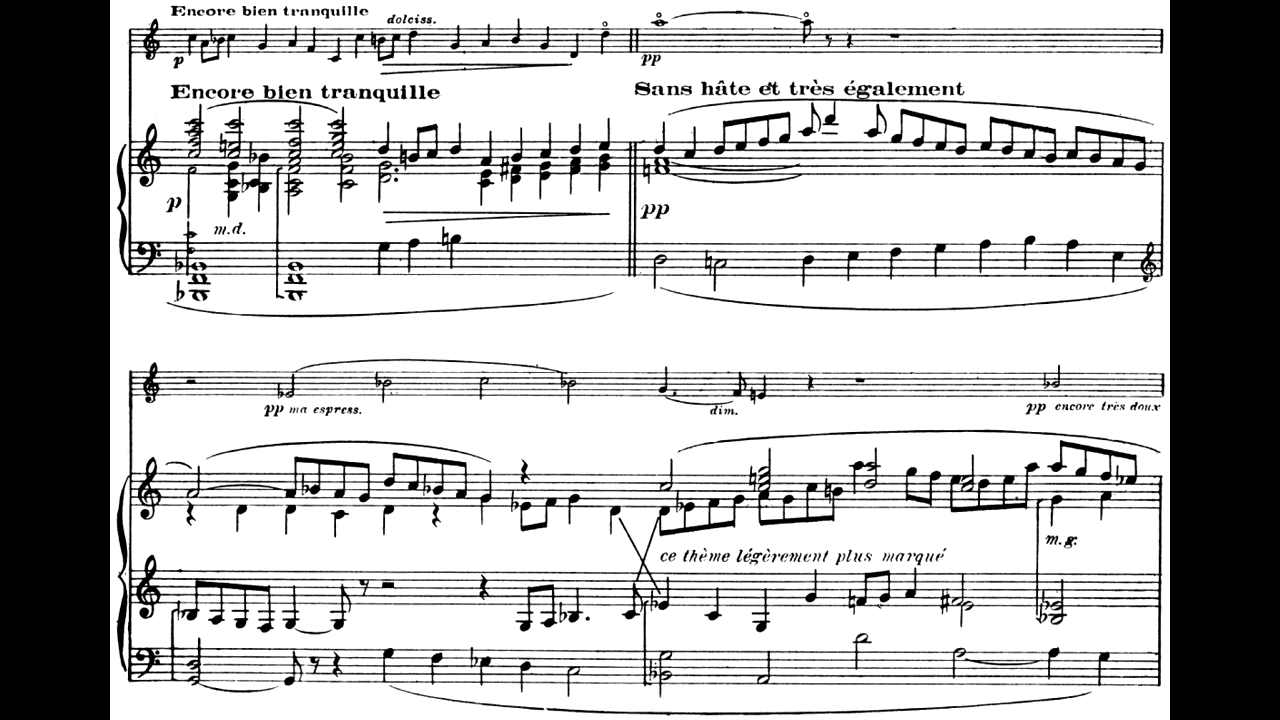 Encore bien tranquille
dolciss.
p
pp
Encore bien tranquille
Sans hâte et très également
p
m.d.
pp
pp ma espress.
dim.
pp encore très doux
ce thème légèrement plus marqué
m.g.